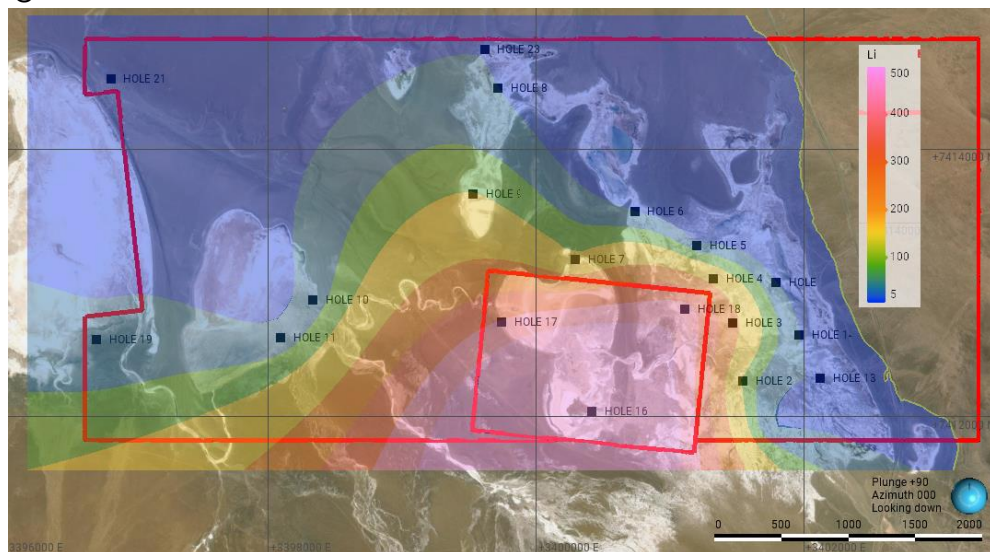 HOLE 23
HOLE 21
HOLE 8
Li
500
400
300
200
100
5
+7414000 N
HOLE 9
HOLE 6
HOLE 5
HOLE 7
HOLE 4
HOLE
HOLE 10
HOLE 18
HOLE 17
HOLE 3
HOLE 11
HOLE 19
HOLE 1
HOLE 2
HOLE 13
HOLE 16
+7412000 N
Plunge +90
Azimuth 000
Looking down
0 500 1000 1500 2000
3396000 E +3398000 E +3400000 E +3402000 E